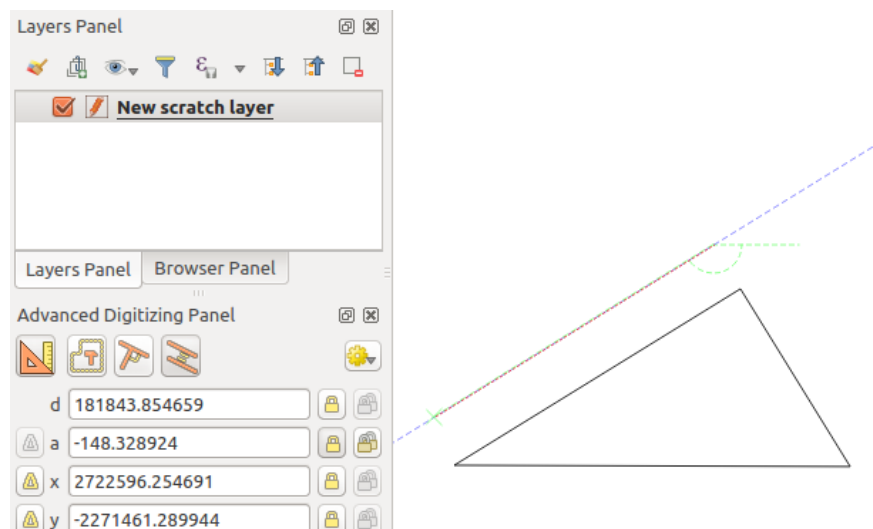 Layers Panel
New scratch layer
Layers Panel
Browser Panel
Advanced Digitizing Panel
d 181843.854659
a -148.328924
x 2722596.254691
y -2271461.289944